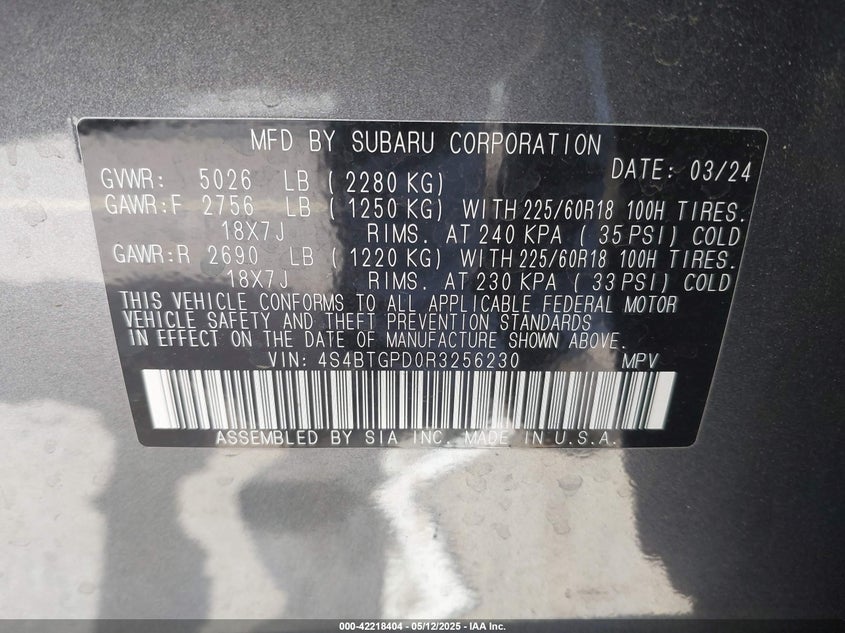 MFD BY SUBARU CORPORATION
GVWR: 5026 LB ( 2280 KG) DATE: 03/24
GAWR:F 2756 LB ( 1250 KG) WITH 225/60R18 100H TIRES.
18X7J RIMS. AT 240 KPA ( 35 PSI) COLD
GAWR:R 2690 LB ( 1220 KG) WITH 225/60R18 100H TIRES.
18X7J RIMS. AT 230 KPA ( 33 PSI) COLD
THIS VEHICLE CONFORMS TO ALL APPLICABLE FEDERAL MOTOR
VEHICLE SAFETY AND THEFT PREVENTION STANDARDS
IN EFFECT ON THE DATE OF MANUFACTURE SHOWN ABOVE.
VIN: 4S4BTGPD0R3256230 MPV
ASSEMBLED BY SIA INC. MADE IN U.S.A.
000-42218404 - 05/12/2025 - IAA Inc.